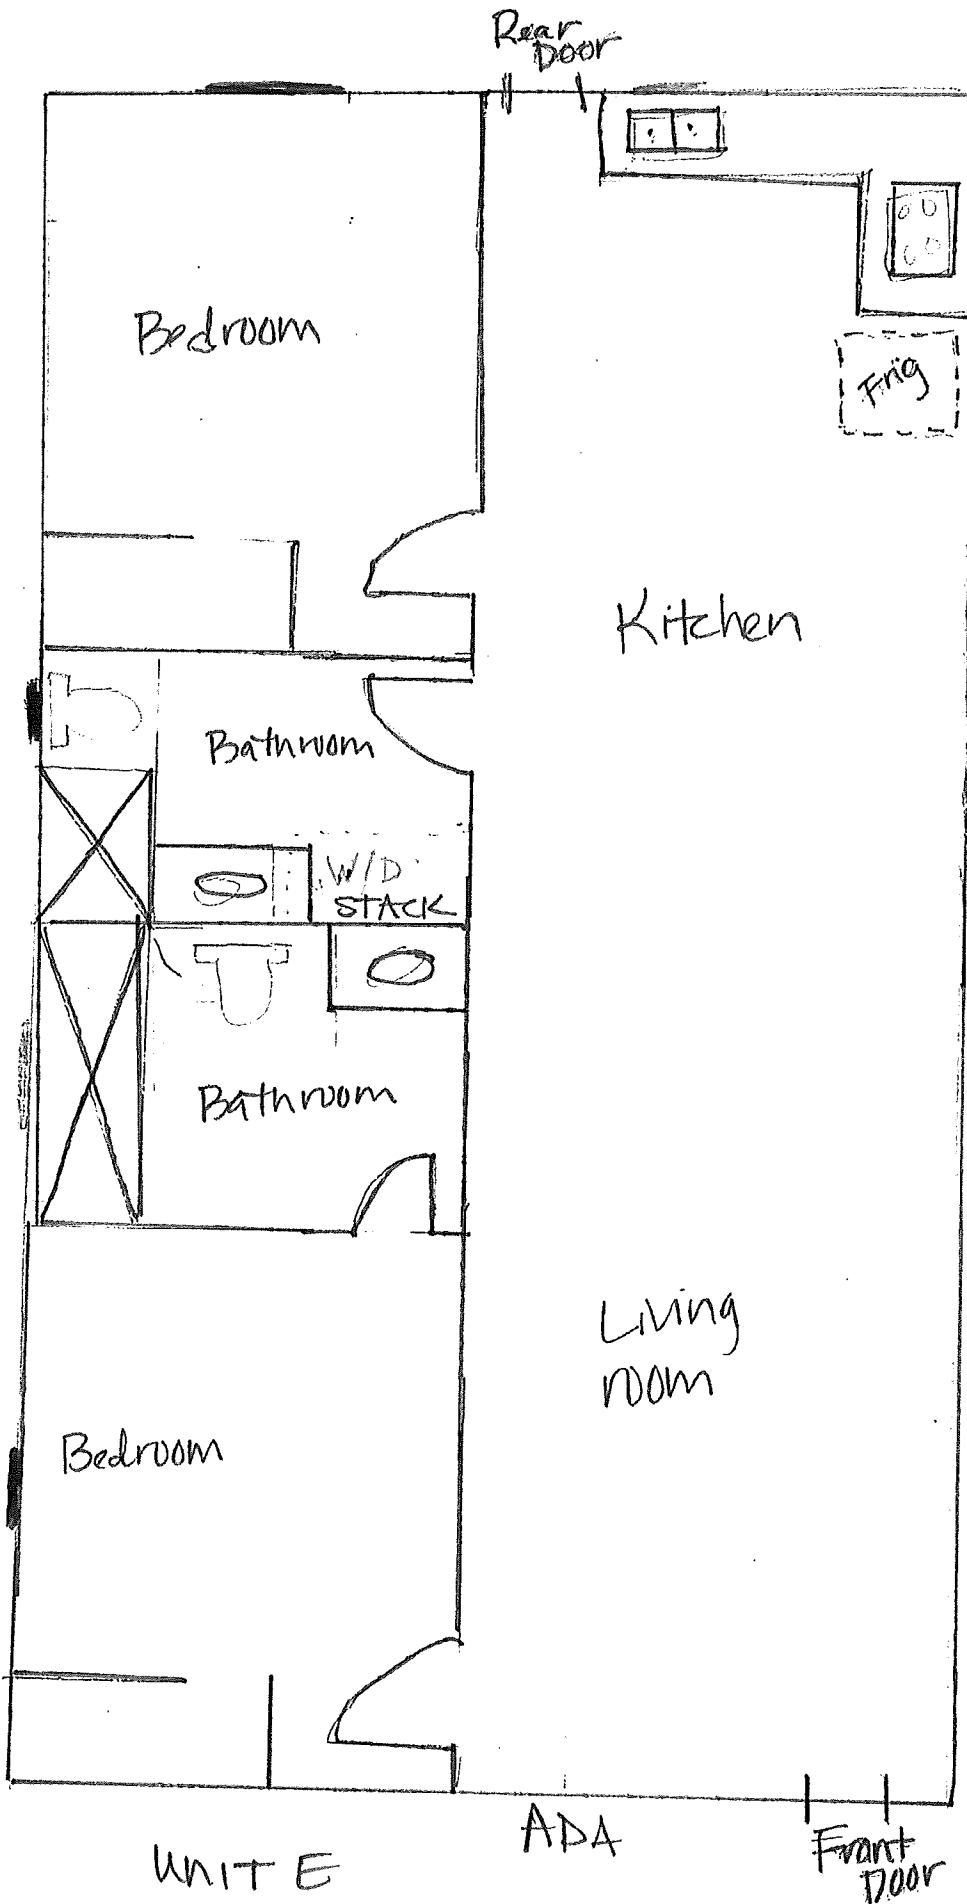 Rear
Door
Bedroom
Frig
Kitchen
Bathroom
W/D
STACK
Bathroom
Living
room
Bedroom
ADA
UNIT E
Front
Door